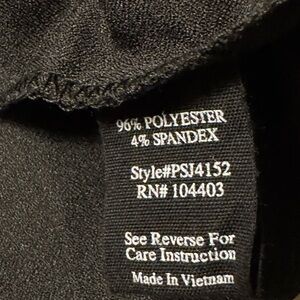 96% POLYESTER
4% SPANDEX
Style#PSJ4152
RN# 104403
See Reverse For
Care Instruction
Made In Vietnam